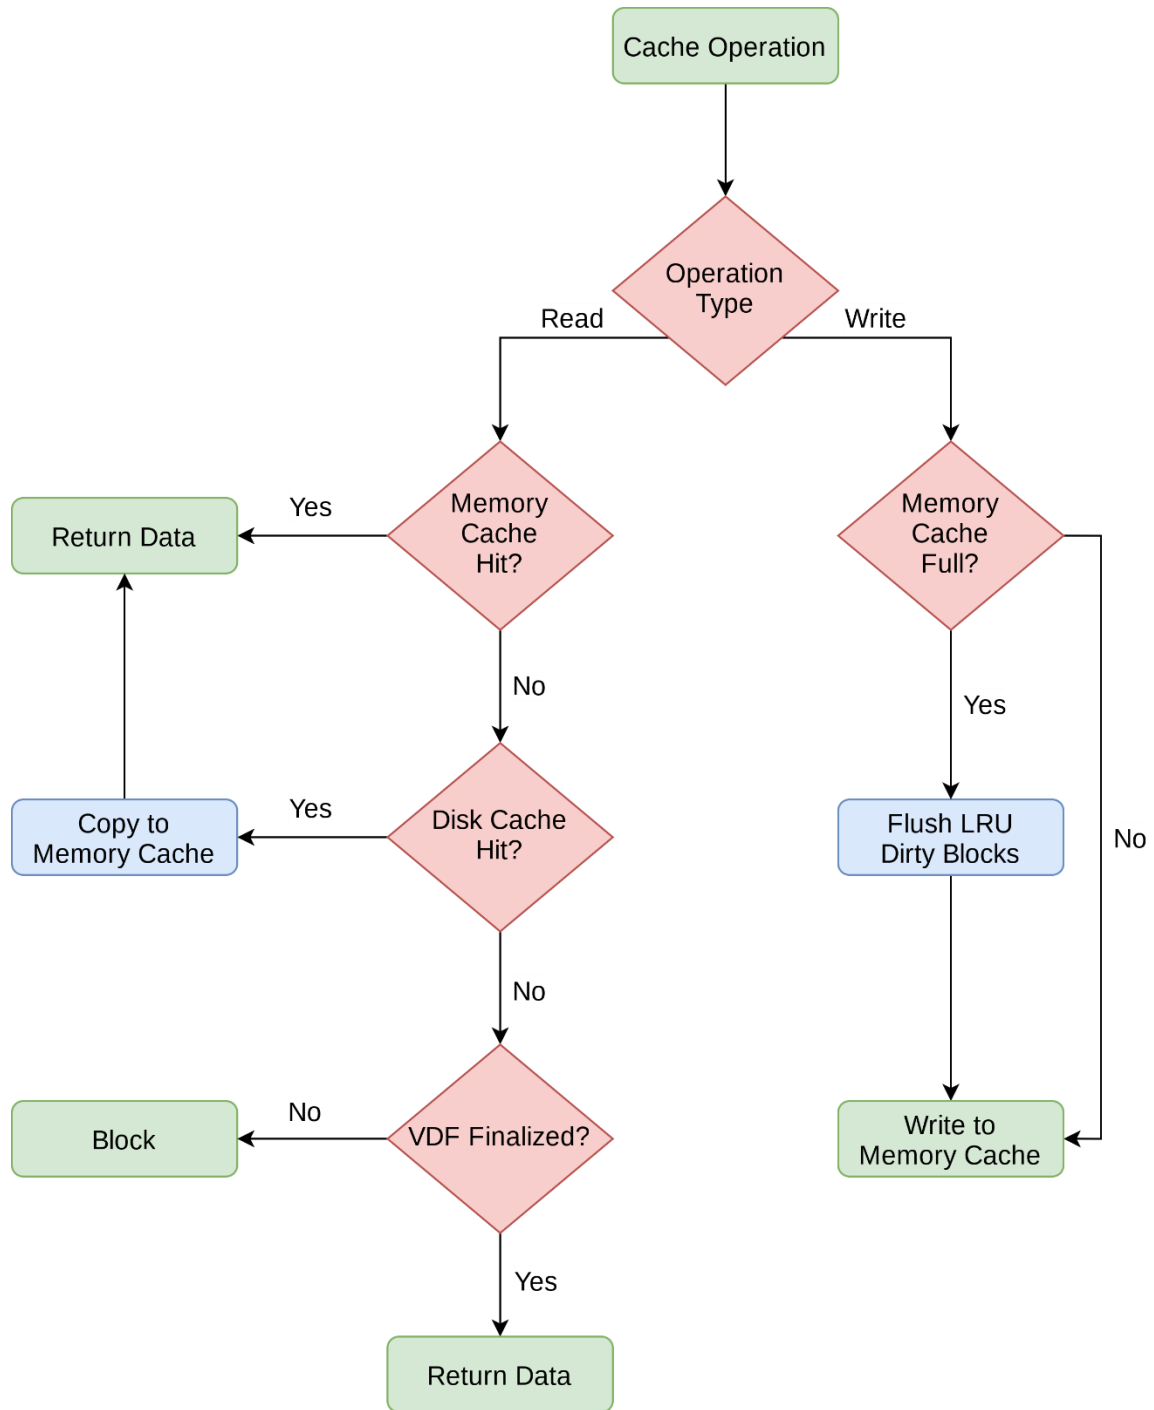 Cache Operation
Operation
Type
Read
Write
Memory
Cache
Hit?
Yes
Return Data
Memory
Cache
Full?
No
Yes
Disk Cache
Hit?
Yes
Copy to
Memory Cache
Flush LRU
Dirty Blocks
No
No
VDF Finalized?
No
Block
Write to
Memory Cache
Yes
Return Data